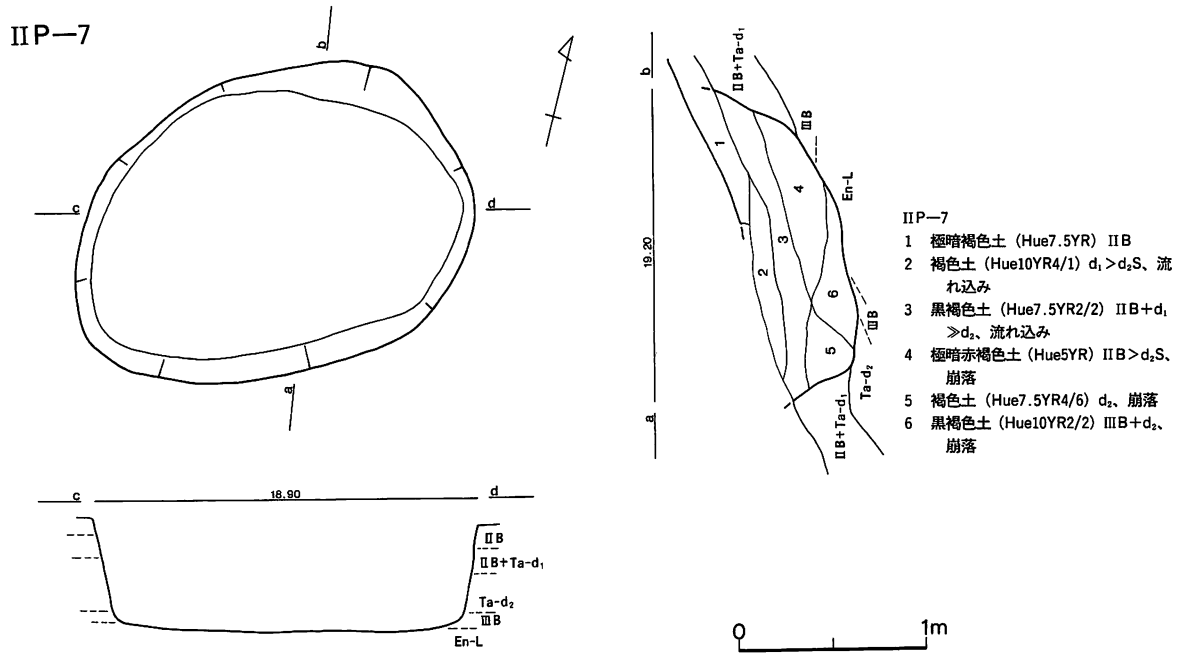 ⅡP—7
b
c
d
a
c
18.90
d
ⅡB
ⅡB+Ta-d₁
Ta-d₂
ⅢB
En-L
b
19.20
a
ⅡB+Ta-d₁
ⅢB
En-L
ⅢB
Ta-d₂
ⅡB+Ta-d₁
1
2
3
4
5
6
ⅡP—7
1 極暗褐色土 (Hue7.5YR) ⅡB
2 褐色土 (Hue10YR4/1) d₁>d₂S、流
れ込み
3 黒褐色土 (Hue7.5YR2/2) ⅡB+d₁
≫d₂、流れ込み
4 極暗赤褐色土 (Hue5YR) ⅡB>d₂S、
崩落
5 褐色土 (Hue7.5YR4/6) d₂、崩落
6 黒褐色土 (Hue10YR2/2) ⅢB+d₂、
崩落
0 1m